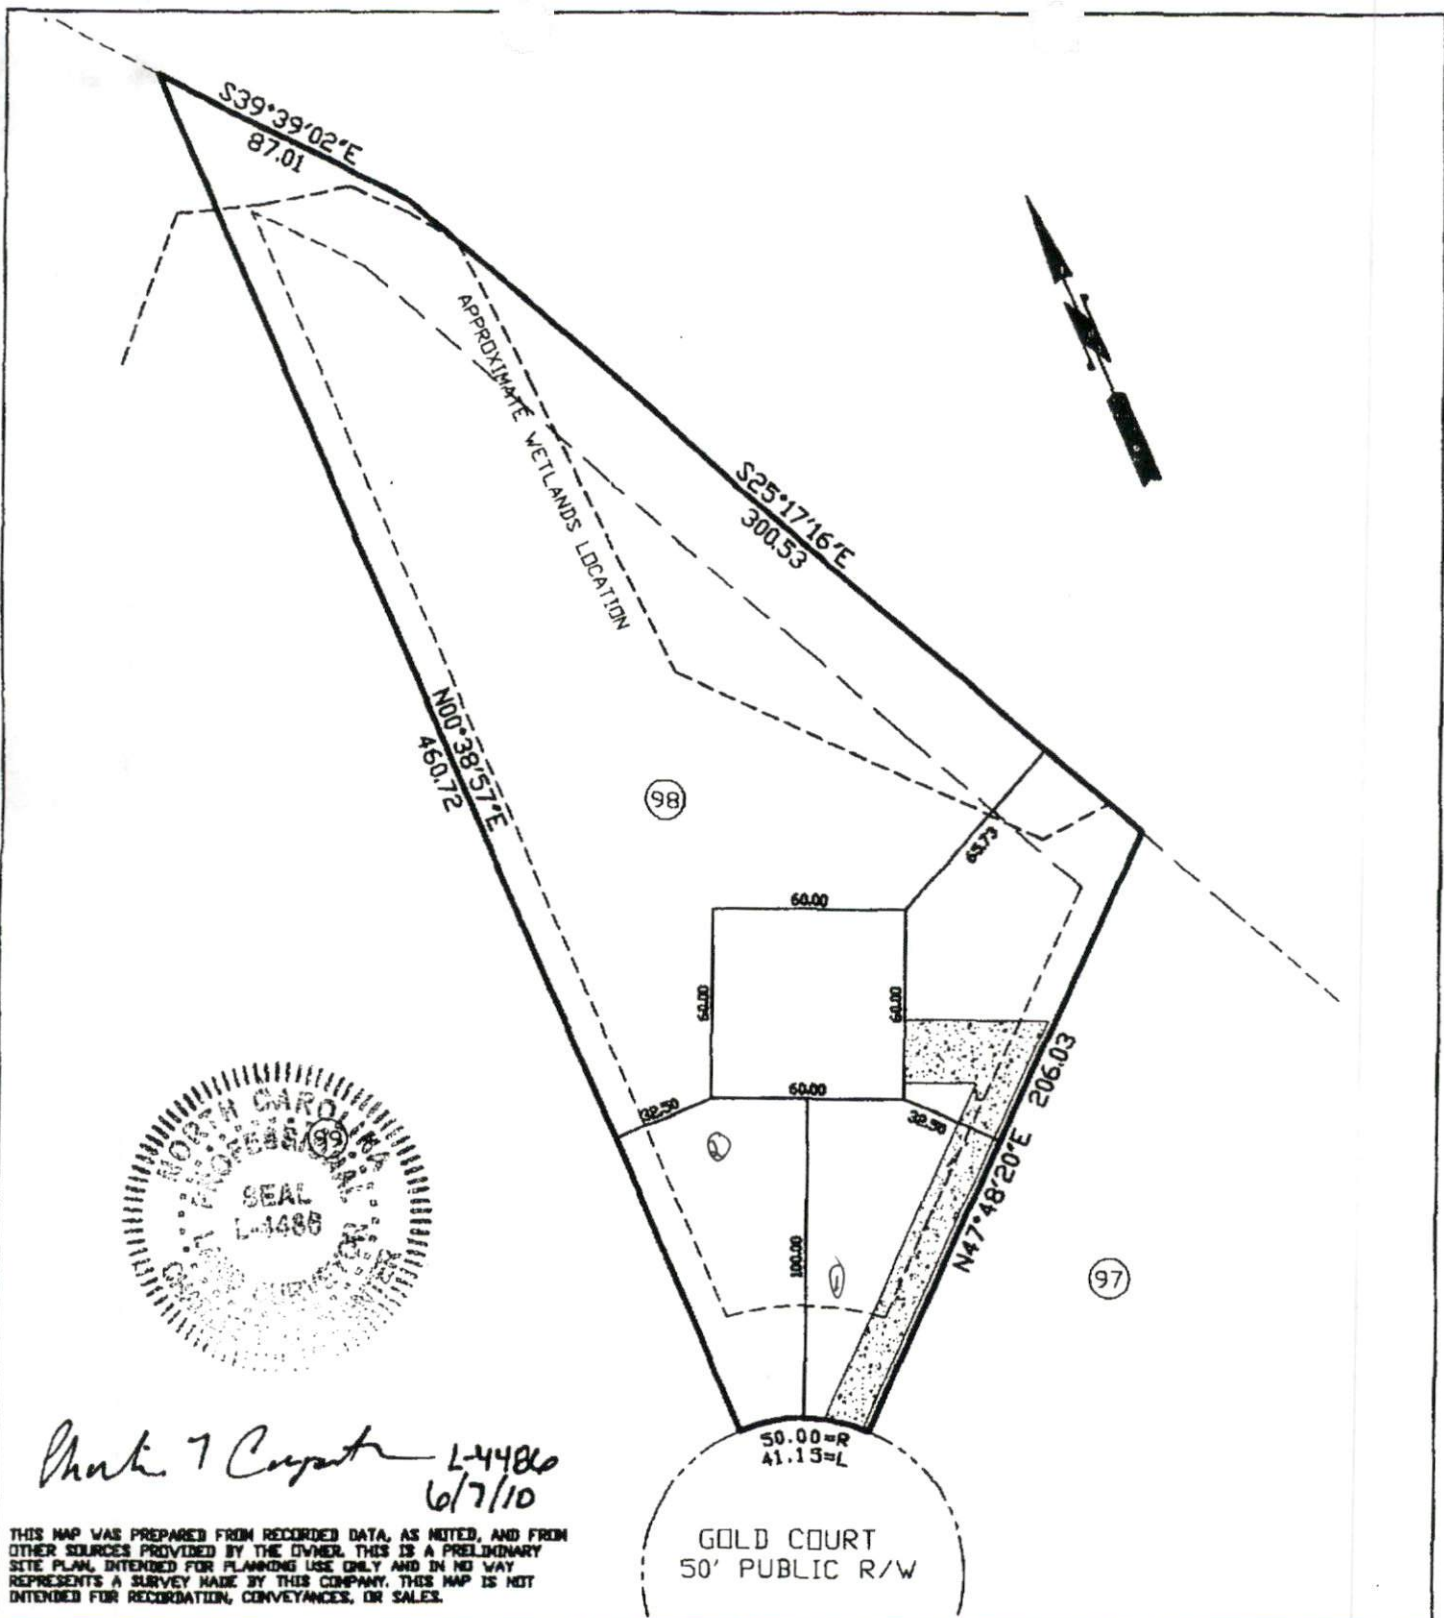 S39°39'02"E
87.01
APPROXIMATE WETLANDS LOCATION
S25°17'16"E
300.53
N00°38'57"E
460.72
98
65.73
60.00
60.00
60.00
60.00
32.50
32.50
206.03
N47°48'20"E
100.00
97
99
NORTH CAROLINA
PROFESSIONAL
SEAL
L-4486
LAND SURVEYOR
50.00=R
41.15=L
L-4486
6/7/10
GOLD COURT
50' PUBLIC R/W
THIS MAP WAS PREPARED FROM RECORDED DATA, AS NOTED, AND FROM
OTHER SOURCES PROVIDED BY THE OWNER. THIS IS A PRELIMINARY
SITE PLAN, INTENDED FOR PLANNING USE ONLY AND IN NO WAY
REPRESENTS A SURVEY MADE BY THIS COMPANY. THIS MAP IS NOT
INTENDED FOR RECORDATION, CONVEYANCES, OR SALES.